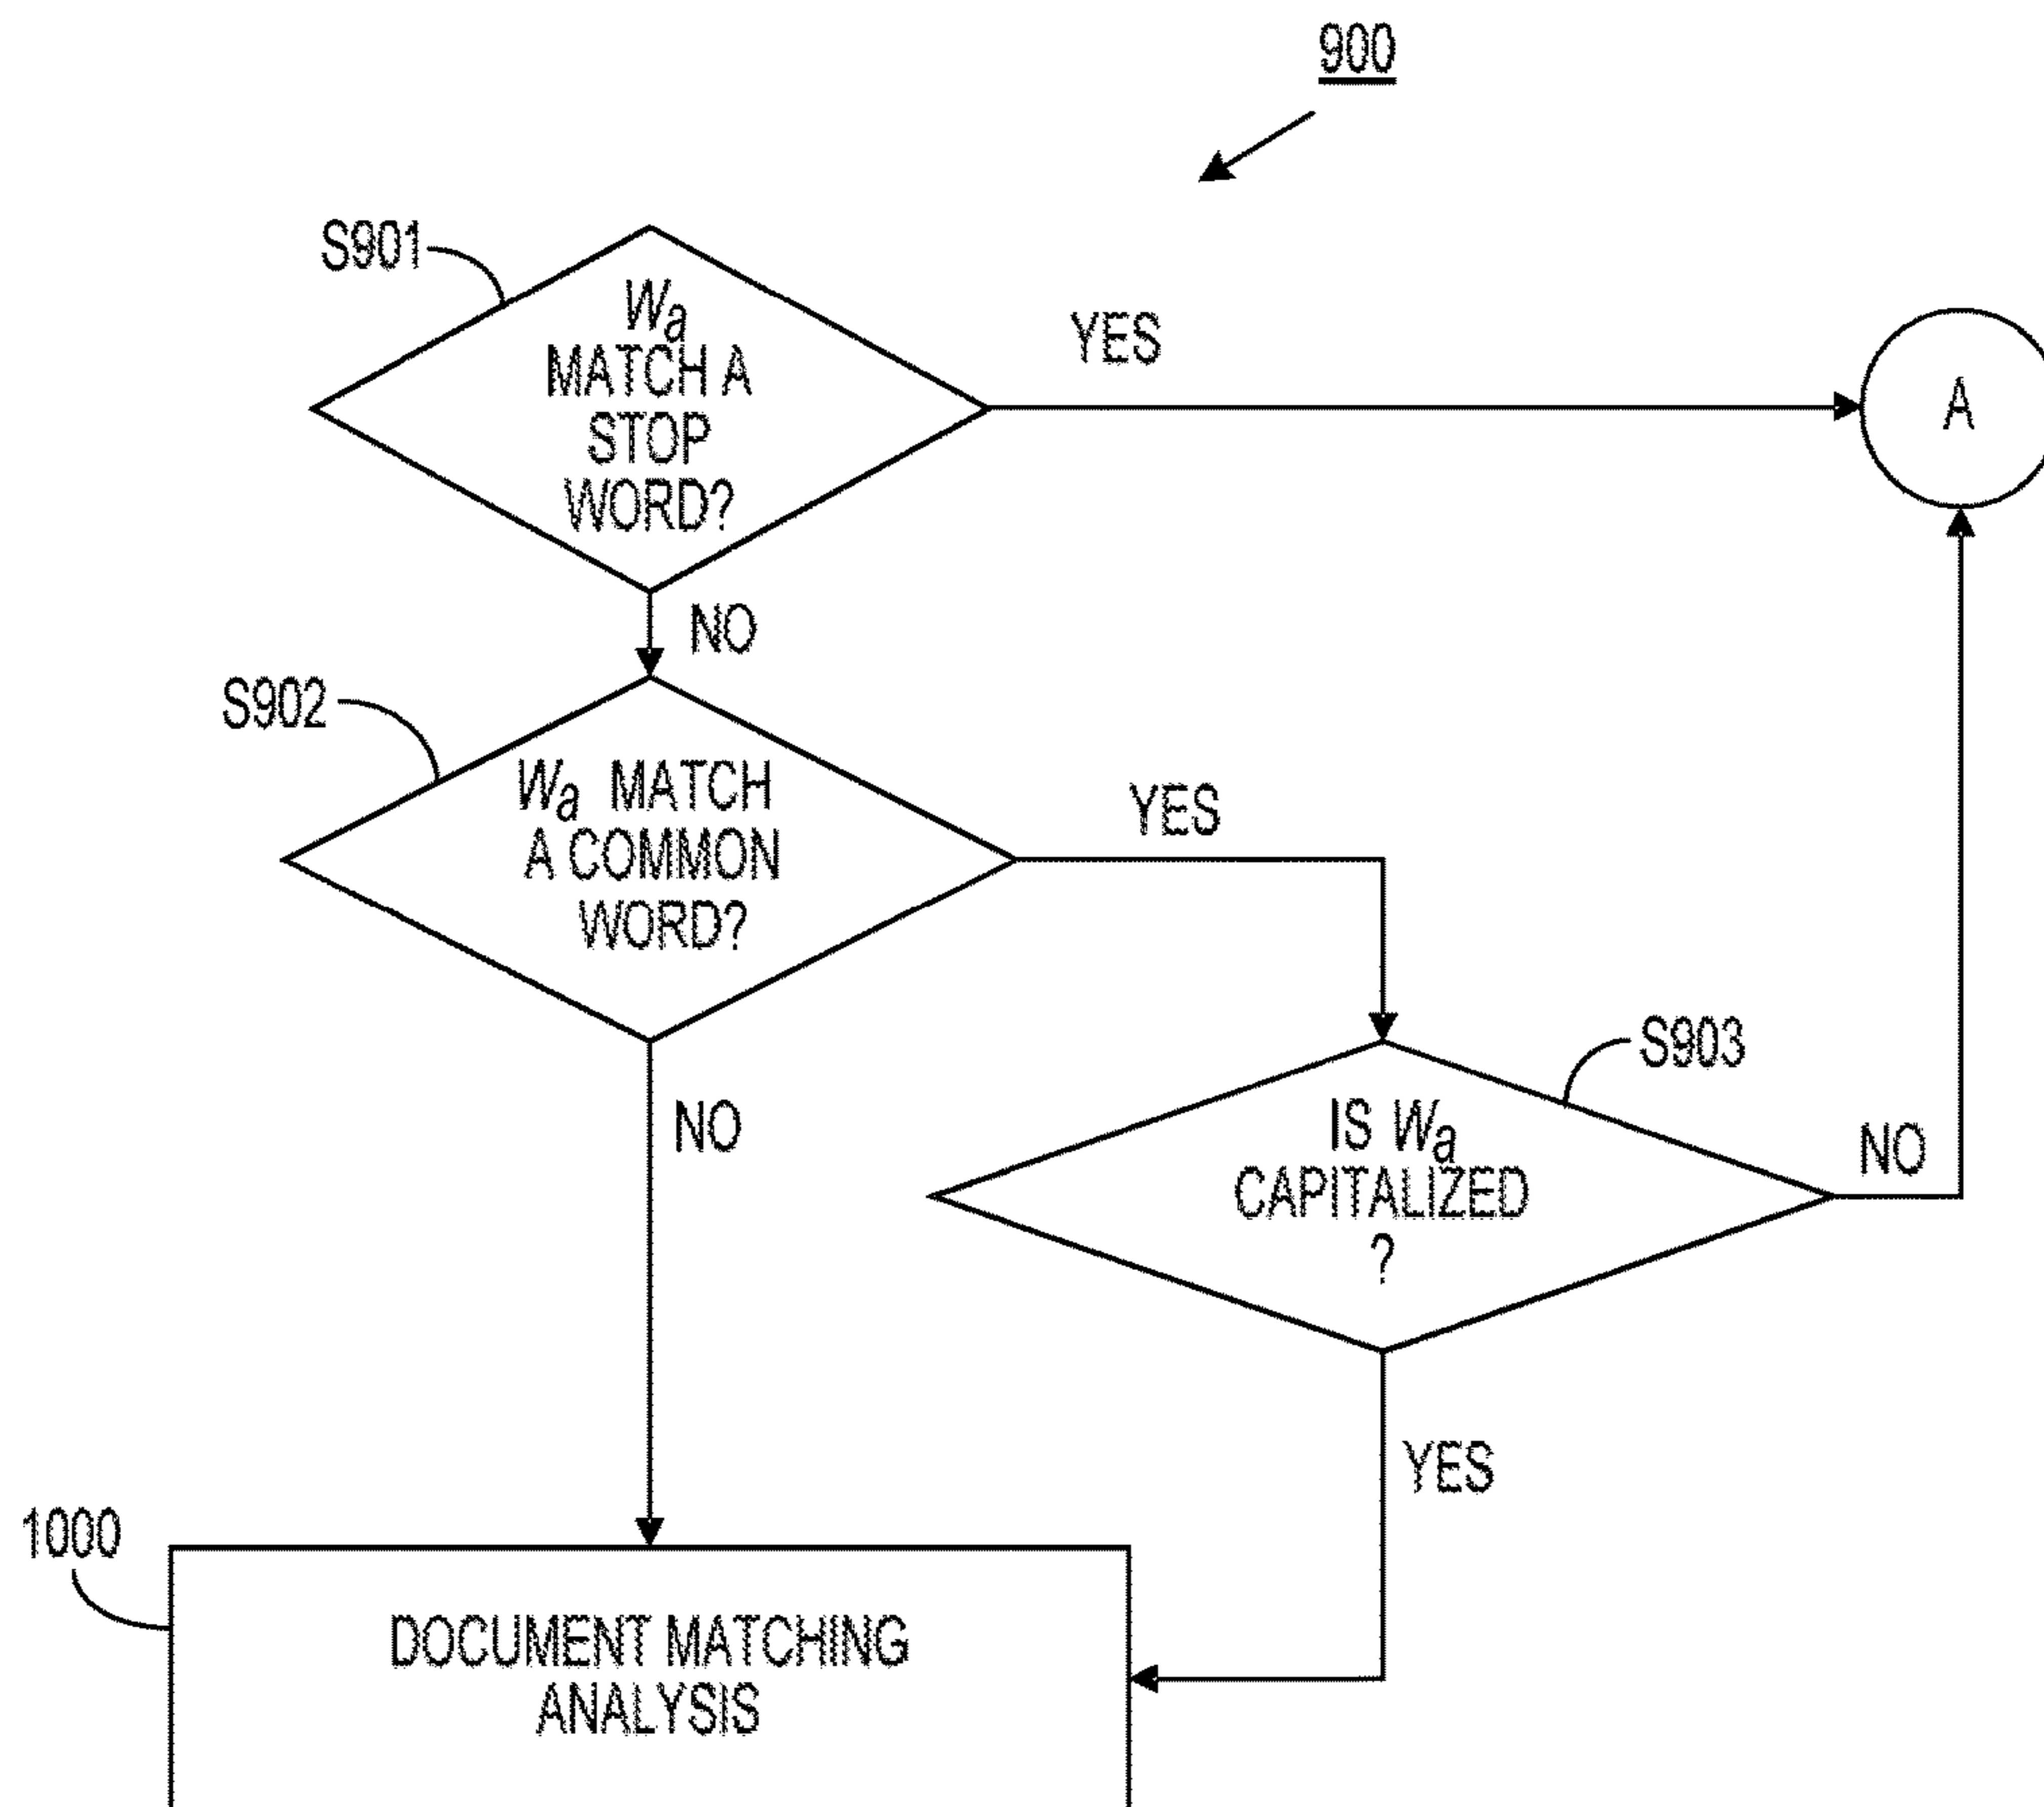 900
S901
Wa
MATCH A
STOP
WORD?
YES
A
NO
S902
Wa MATCH
A COMMON
WORD?
YES
S903
IS Wa
CAPITALIZED
?
NO
NO
YES
1000
DOCUMENT MATCHING
ANALYSIS